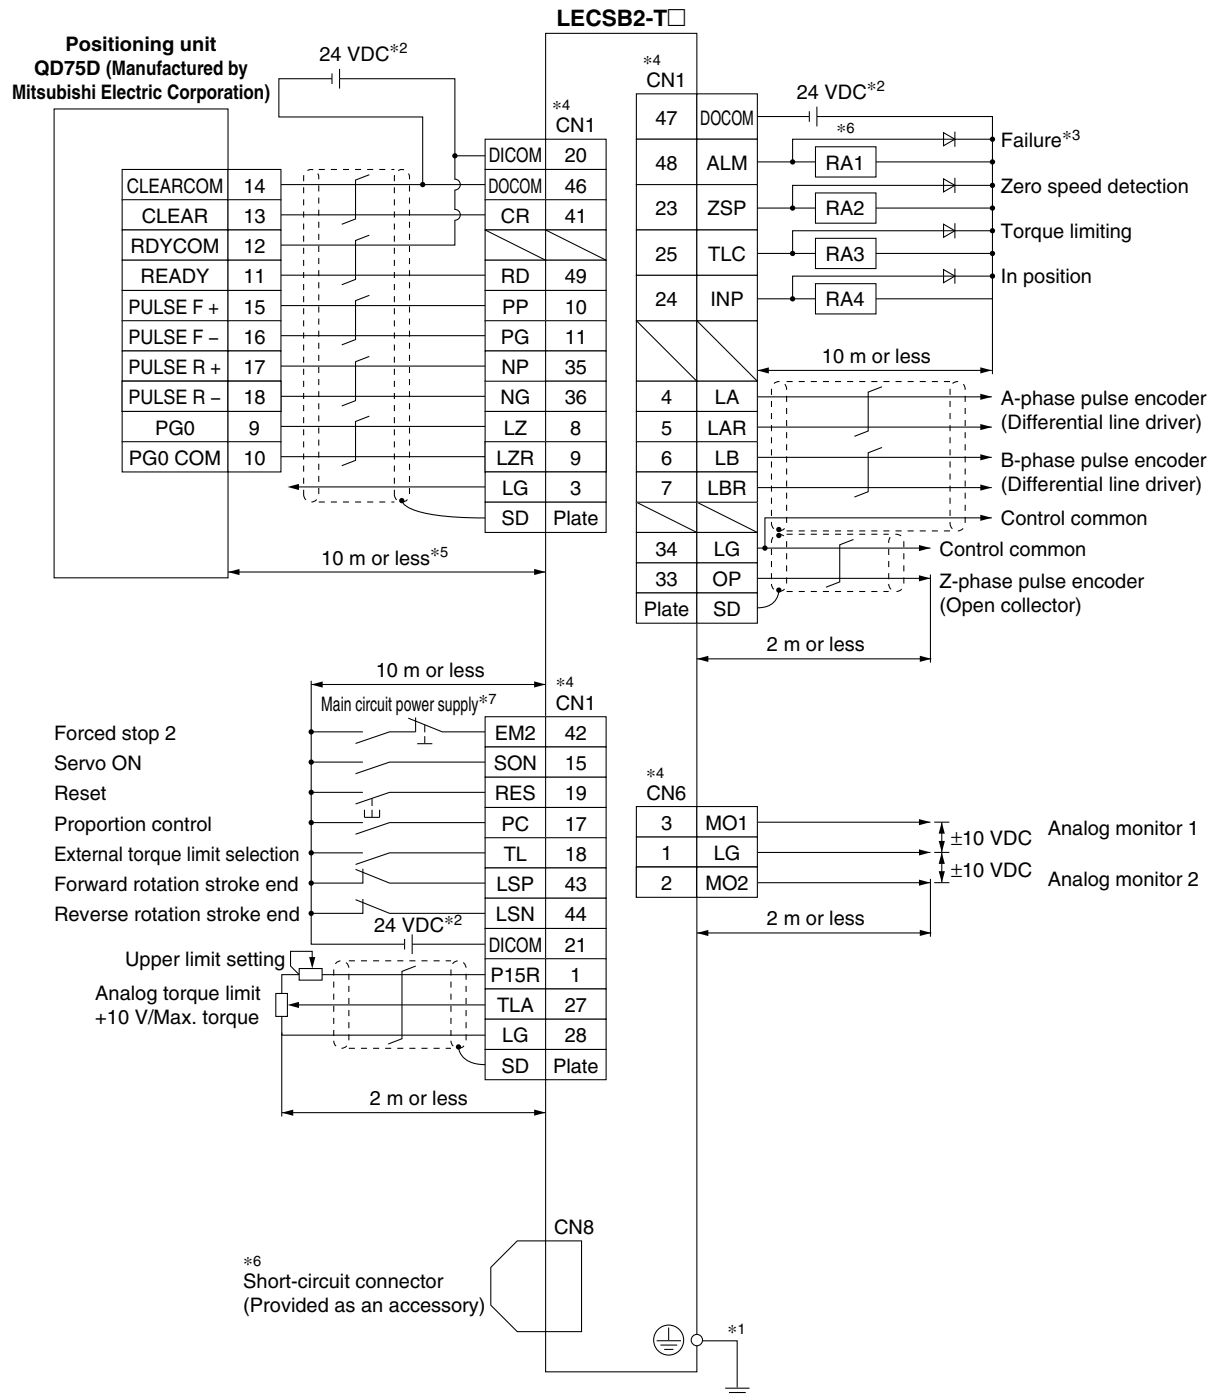 LECSB2-T□
Positioning unit
QD75D (Manufactured by
Mitsubishi Electric Corporation)
24 VDC*2
*4
CN1
DICOM 20
CLEARCOM 14 DOCOM 46
CLEAR 13 CR 41
RDYCOM 12
READY 11 RD 49
PULSE F + 15 PP 10
PULSE F − 16 PG 11
PULSE R + 17 NP 35
PULSE R − 18 NG 36
PG0 9 LZ 8
PG0 COM 10 LZR 9
LG 3
SD Plate
10 m or less*5
*4
CN1
24 VDC*2
47 DOCOM
*6
48 ALM RA1 Failure*3
23 ZSP RA2 Zero speed detection
25 TLC RA3 Torque limiting
24 INP RA4 In position
10 m or less
4 LA A-phase pulse encoder
5 LAR (Differential line driver)
6 LB B-phase pulse encoder
7 LBR (Differential line driver)
Control common
34 LG Control common
33 OP Z-phase pulse encoder
(Open collector)
Plate SD
2 m or less
10 m or less
*4
CN1
Main circuit power supply*7
Forced stop 2 EM2 42
Servo ON SON 15
Reset RES 19
Proportion control PC 17
External torque limit selection TL 18
Forward rotation stroke end LSP 43
Reverse rotation stroke end LSN 44
24 VDC*2
DICOM 21
Upper limit setting P15R 1
Analog torque limit
+10 V/Max. torque
TLA 27
LG 28
SD Plate
2 m or less
*4
CN6
3 MO1 Analog monitor 1
±10 VDC
1 LG
±10 VDC
2 MO2 Analog monitor 2
2 m or less
CN8
*6
Short-circuit connector
(Provided as an accessory)
*1